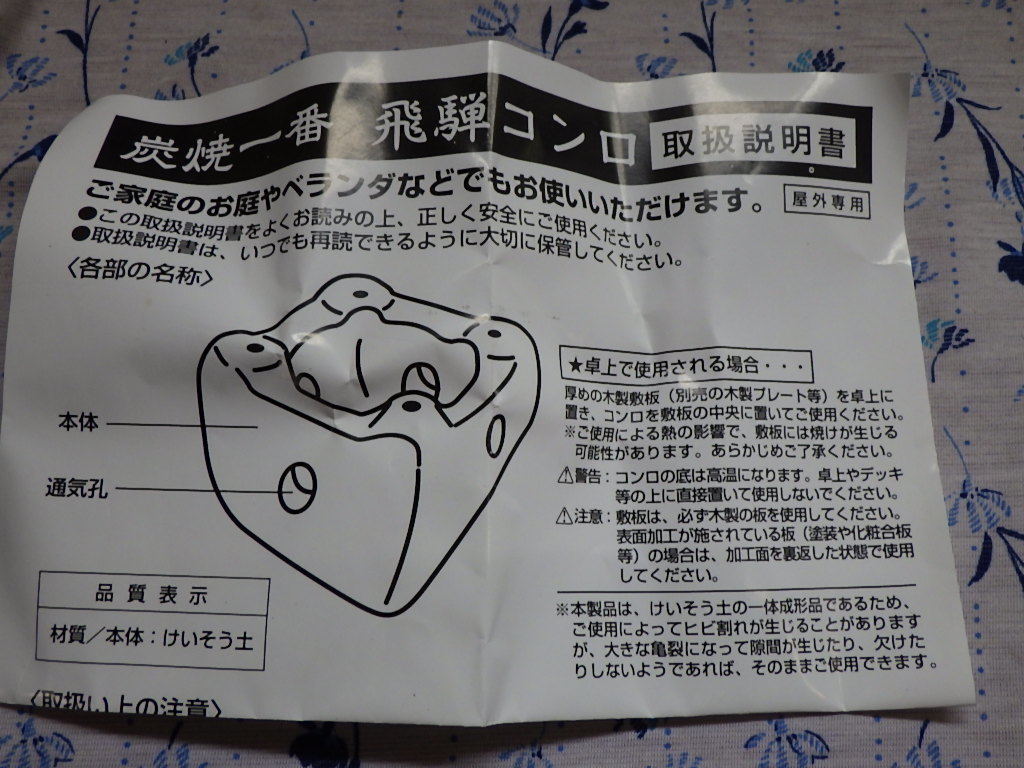 炭焼一番 飛騨コンロ 取扱説明書
ご家庭のお庭やベランダなどでもお使いいただけます。 屋外専用
●この取扱説明書をよくお読みの上、正しく安全にご使用ください。
●取扱説明書は、いつでも再読できるように大切に保管してください。
〈各部の名称〉
本体
通気孔
品質表示
材質／本体：けいそう土
★卓上で使用される場合・・・
厚めの木製敷板（別売の木製プレート等）を卓上に
置き、コンロを敷板の中央に置いてご使用ください。
※ご使用による熱の影響で、敷板には焼けが生じる
可能性があります。あらかじめご了承ください。
⚠警告：コンロの底は高温になります。卓上やデッキ
等の上に直接置いて使用しないでください。
⚠注意：敷板は、必ず木製の板を使用してください。
表面加工が施されている板（塗装や化粧合板
等）の場合は、加工面を裏返した状態で使用
してください。
※本製品は、けいそう土の一体成形品であるため、
ご使用によってヒビ割れが生じることがあります
が、大きな亀裂になって隙間が生じたり、欠けた
りしないようであれば、そのままご使用できます。
〈取扱い上の注意〉